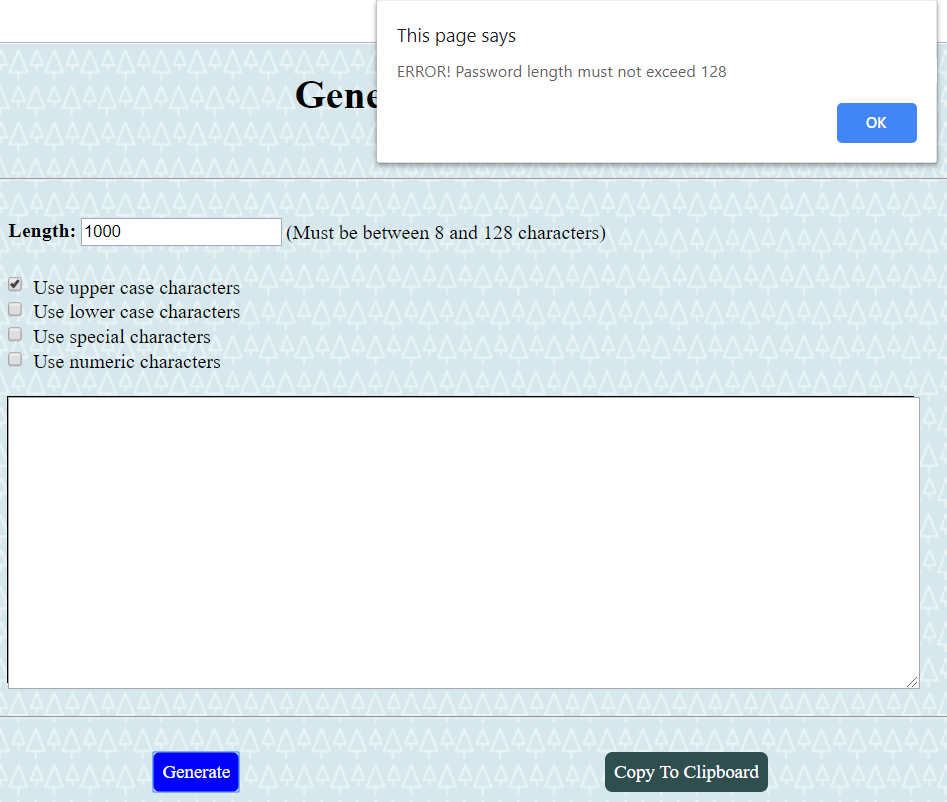 This page says
ERROR! Password length must not exceed 128
OK
Gene
Length: 1000 (Must be between 8 and 128 characters)
Use upper case characters
Use lower case characters
Use special characters
Use numeric characters
Generate
Copy To Clipboard